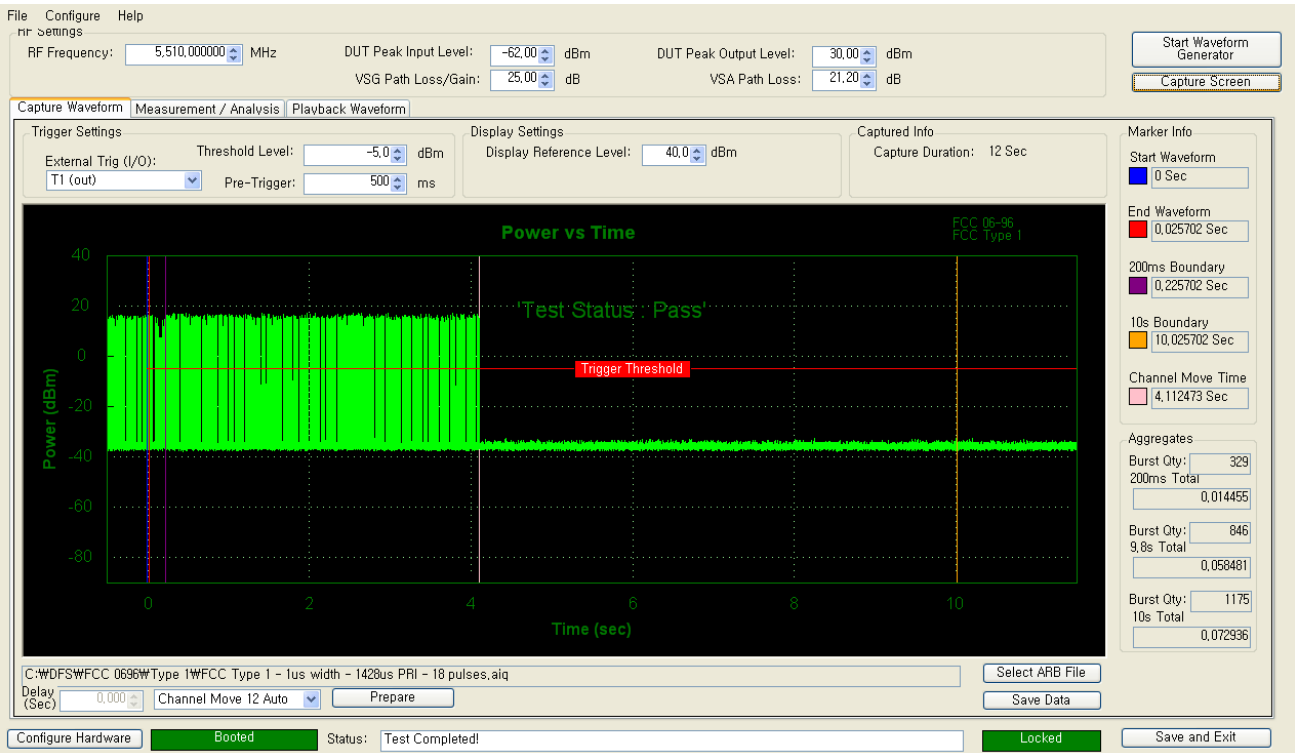 File Configure Help
RF Settings
RF Frequency: 5,510,000000 MHz DUT Peak Input Level: -62,00 dBm DUT Peak Output Level: 30,00 dBm
VSG Path Loss/Gain: 25,00 dB VSA Path Loss: 21,20 dB
Start Waveform
Generator
Capture Screen
Capture Waveform Measurement / Analysis Playback Waveform
Trigger Settings
External Trig (I/O):
T1 (out)
Threshold Level: -5,0 dBm
Pre-Trigger: 500 ms
Display Settings
Display Reference Level: 40,0 dBm
Captured Info
Capture Duration: 12 Sec
Marker Info
Start Waveform
0 Sec
End Waveform
0,025702 Sec
200ms Boundary
0,225702 Sec
10s Boundary
10,025702 Sec
Channel Move Time
4,112473 Sec
Power vs Time
FCC 06-96
FCC Type 1
'Test Status : Pass'
Trigger Threshold
Power (dBm)
40
20
0
-20
-40
-60
-80
0 2 4 6 8 10
Time (sec)
Aggregates
Burst Qty: 329
200ms Total
0,014455
Burst Qty: 846
9,8s Total
0,058481
Burst Qty: 1175
10s Total
0,072936
C:₩DFS₩FCC 0696₩Type 1₩FCC Type 1 - 1us width - 1428us PRI - 18 pulses,aiq
Select ARB File
Delay
(Sec) 0,000 Channel Move 12 Auto Prepare
Save Data
Configure Hardware Booted Status: Test Completed! Locked Save and Exit